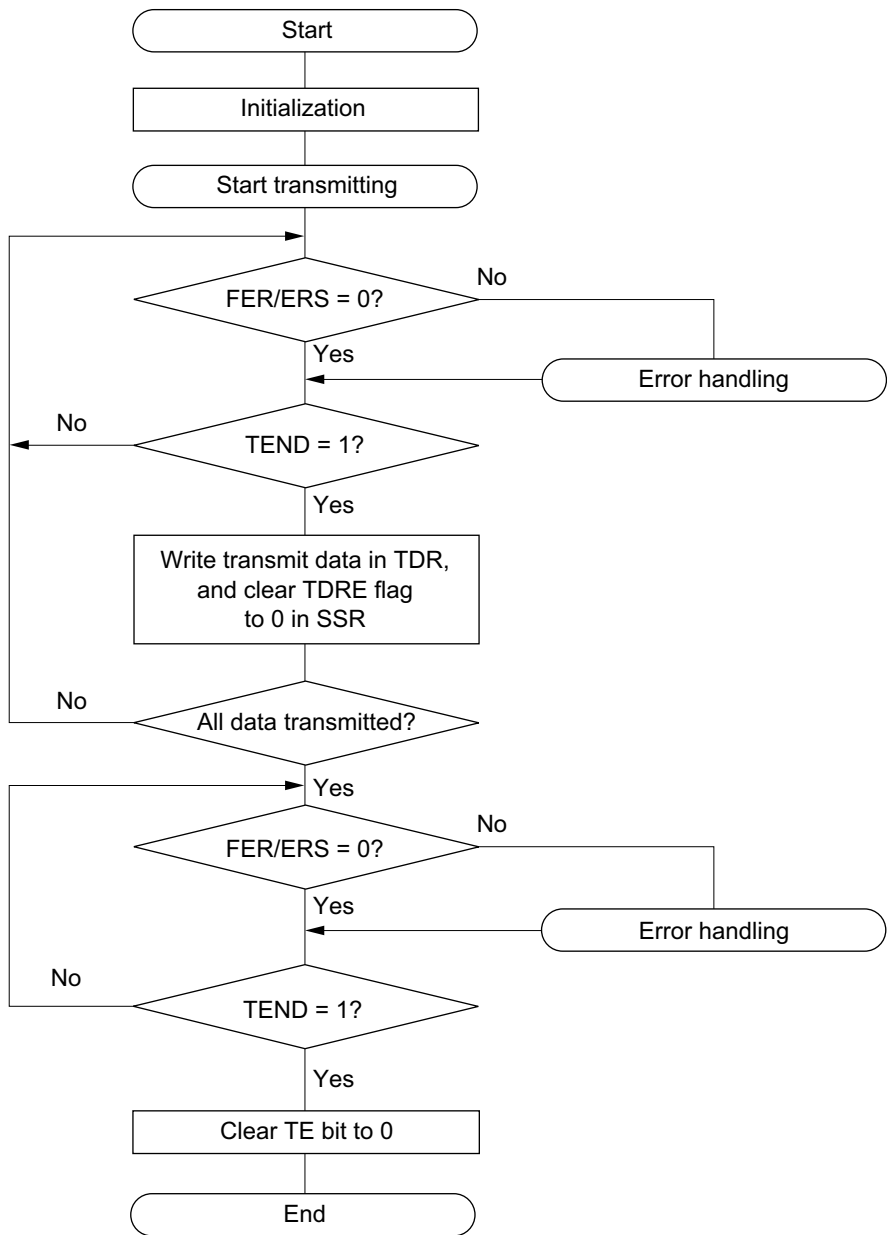 Start
Initialization
Start transmitting
No
FER/ERS = 0?
Yes
Error handling
No
TEND = 1?
Yes
Write transmit data in TDR,
and clear TDRE flag
to 0 in SSR
No
All data transmitted?
Yes
No
FER/ERS = 0?
Yes
Error handling
No
TEND = 1?
Yes
Clear TE bit to 0
End